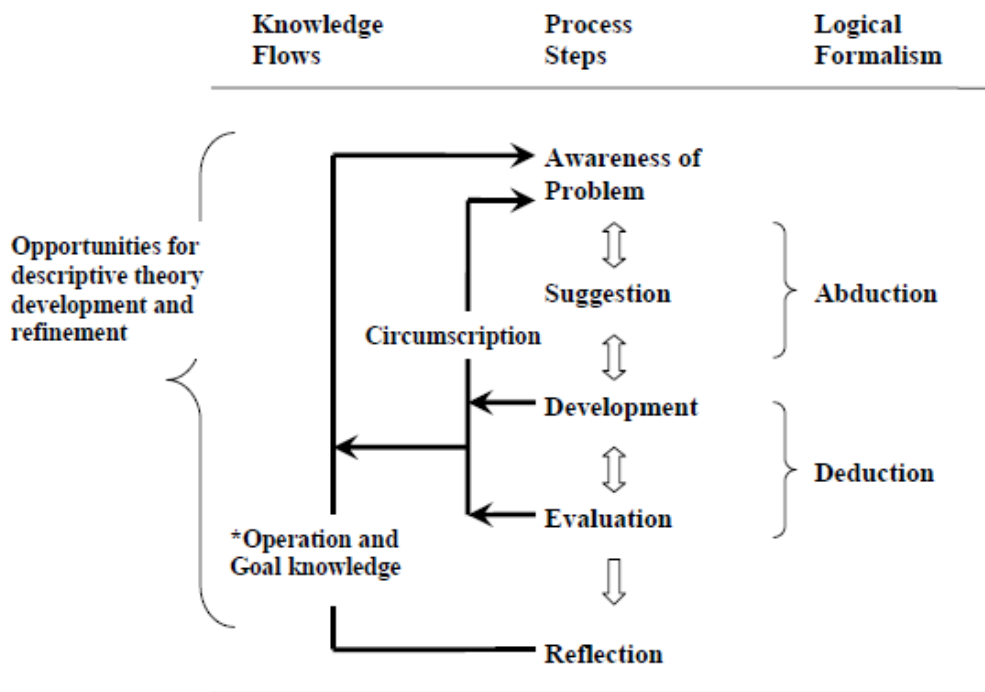 Knowledge
Flows
Process
Steps
Logical
Formalism
Awareness of
Problem
Opportunities for
descriptive theory
development and
refinement
Suggestion
Abduction
Circumscription
Development
Deduction
Evaluation
*Operation and
Goal knowledge
Reflection